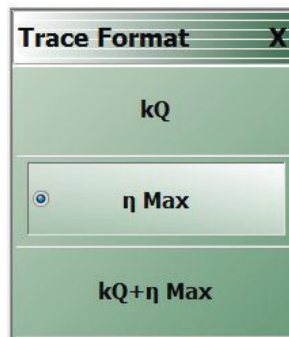 Trace Format X
kQ
η Max
kQ+η Max